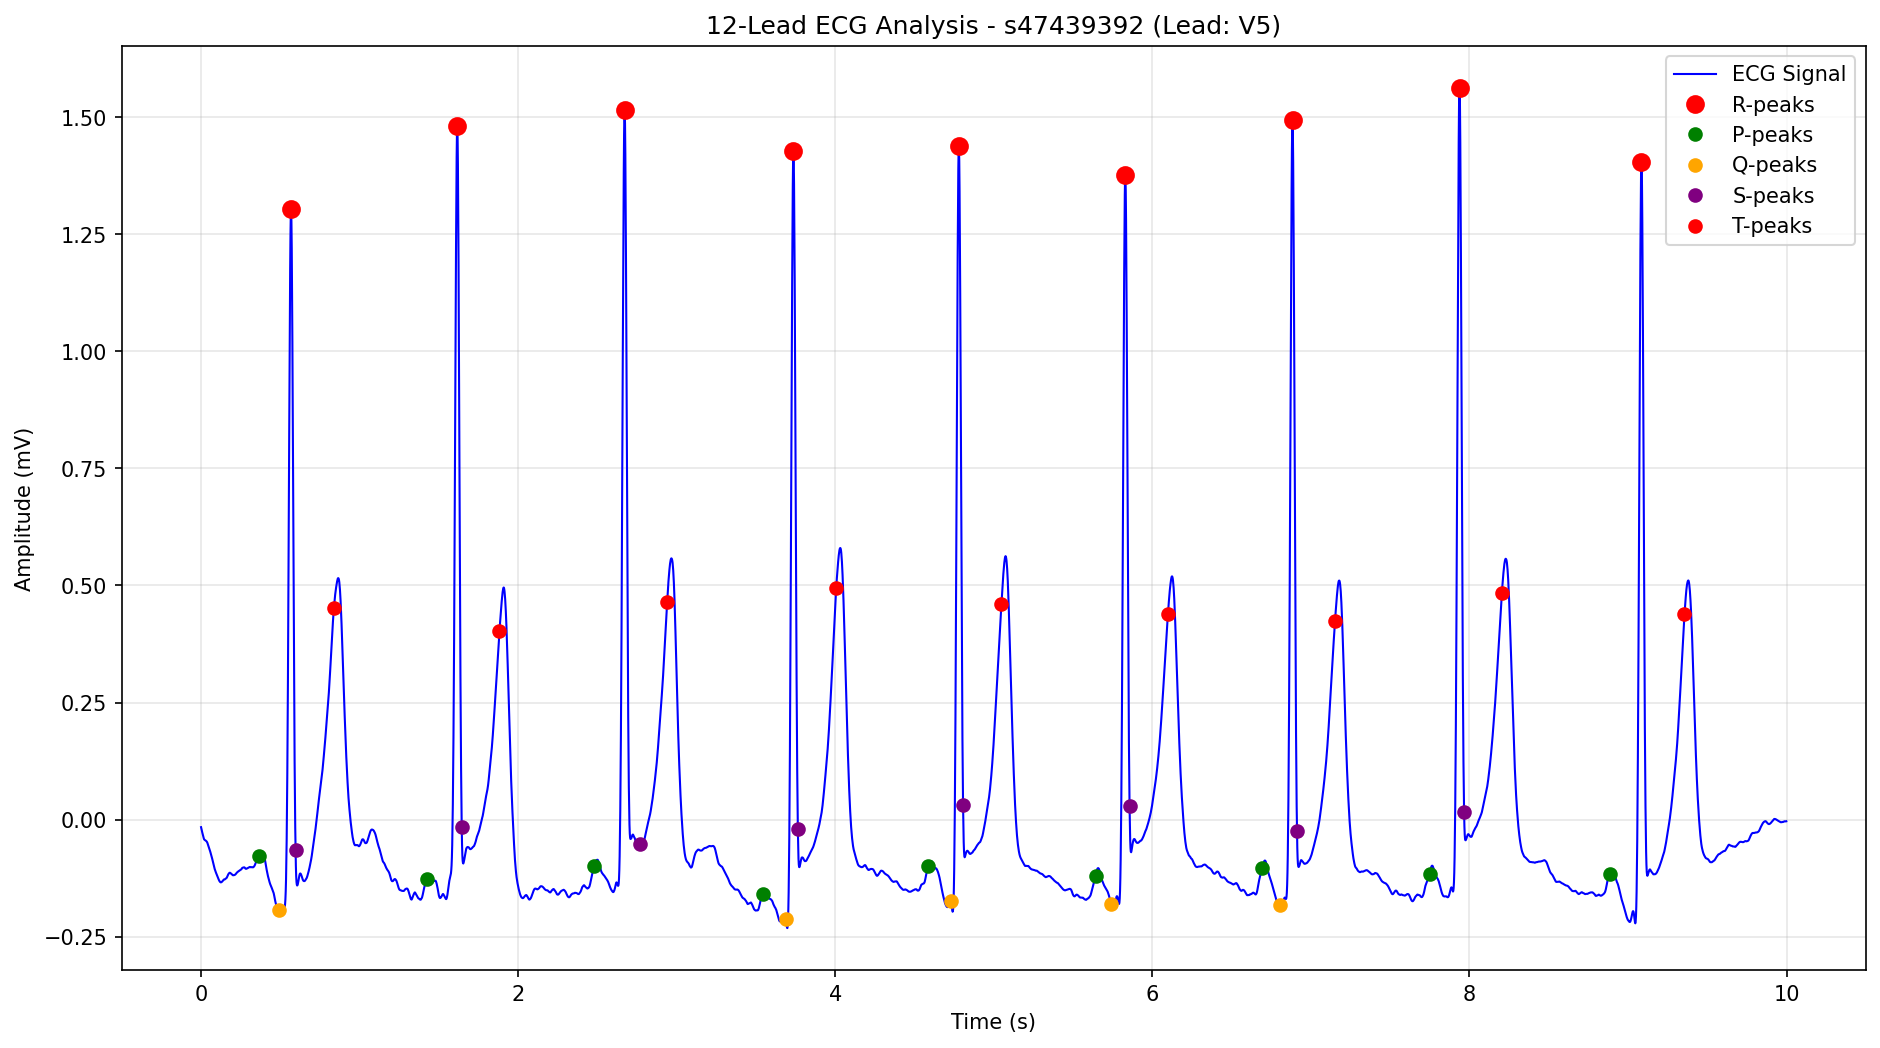 12-Lead ECG Analysis - s47439392 (Lead: V5)
ECG Signal
R-peaks
P-peaks
Q-peaks
S-peaks
T-peaks
Amplitude (mV)
1.50
1.25
1.00
0.75
0.50
0.25
0.00
−0.25
0 2 4 6 8 10
Time (s)